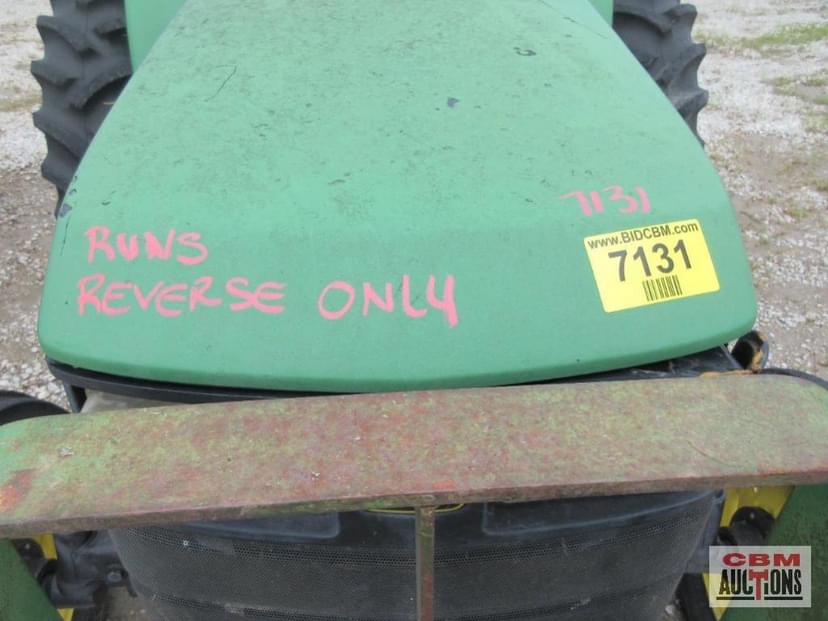 7131
www.BIDCBM.com
7131
RUNS
REVERSE ONLY
CBM
AUCTIONS